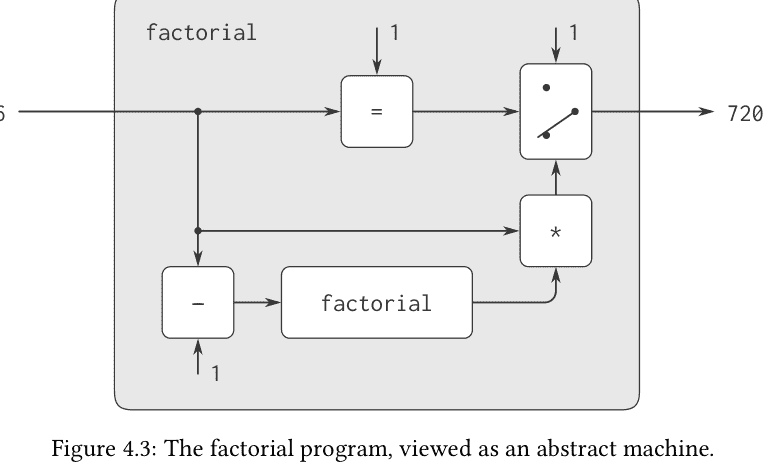 factorial
1
1
6
=
720
*
−
factorial
1
Figure 4.3: The factorial program, viewed as an abstract machine.